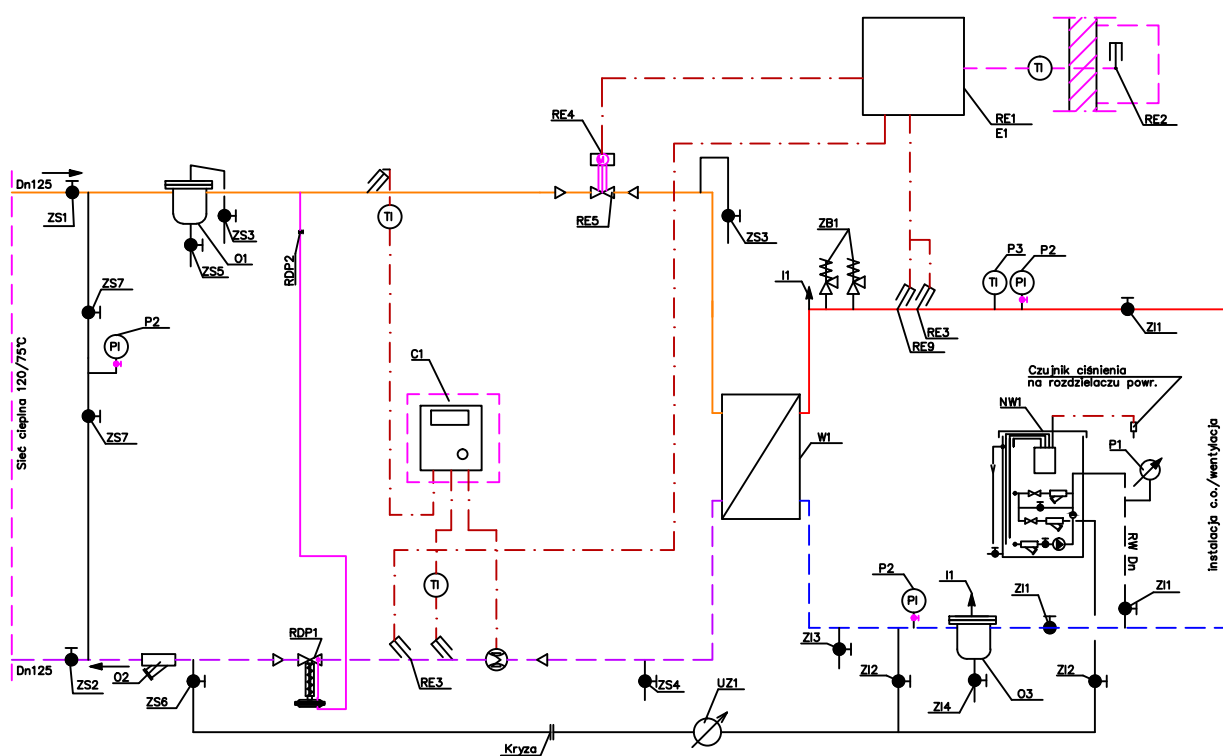 TI
RE1
E1
RE2
RE4
Dn125
ZS1
ZS3
O1
ZS5
RDP2
TI
RE5
ZS3
ZB1
I1
P3
P2
TI
PI
ZI1
RE9
RE3
ZS7
P2
PI
ZS7
Sieć cieplna 120/75°C
C1
W1
Czujnik ciśnienia
na rozdzielaczu powr.
NW1
P1
RW Dn
instalacja c.o./wentylacja
TI
P2
PI
I1
ZI1
ZI1
RDP1
Dn125
ZS2
O2
ZS6
RE3
ZS4
UZ1
ZI3
ZI2
ZI4
O3
ZI2
Kryza